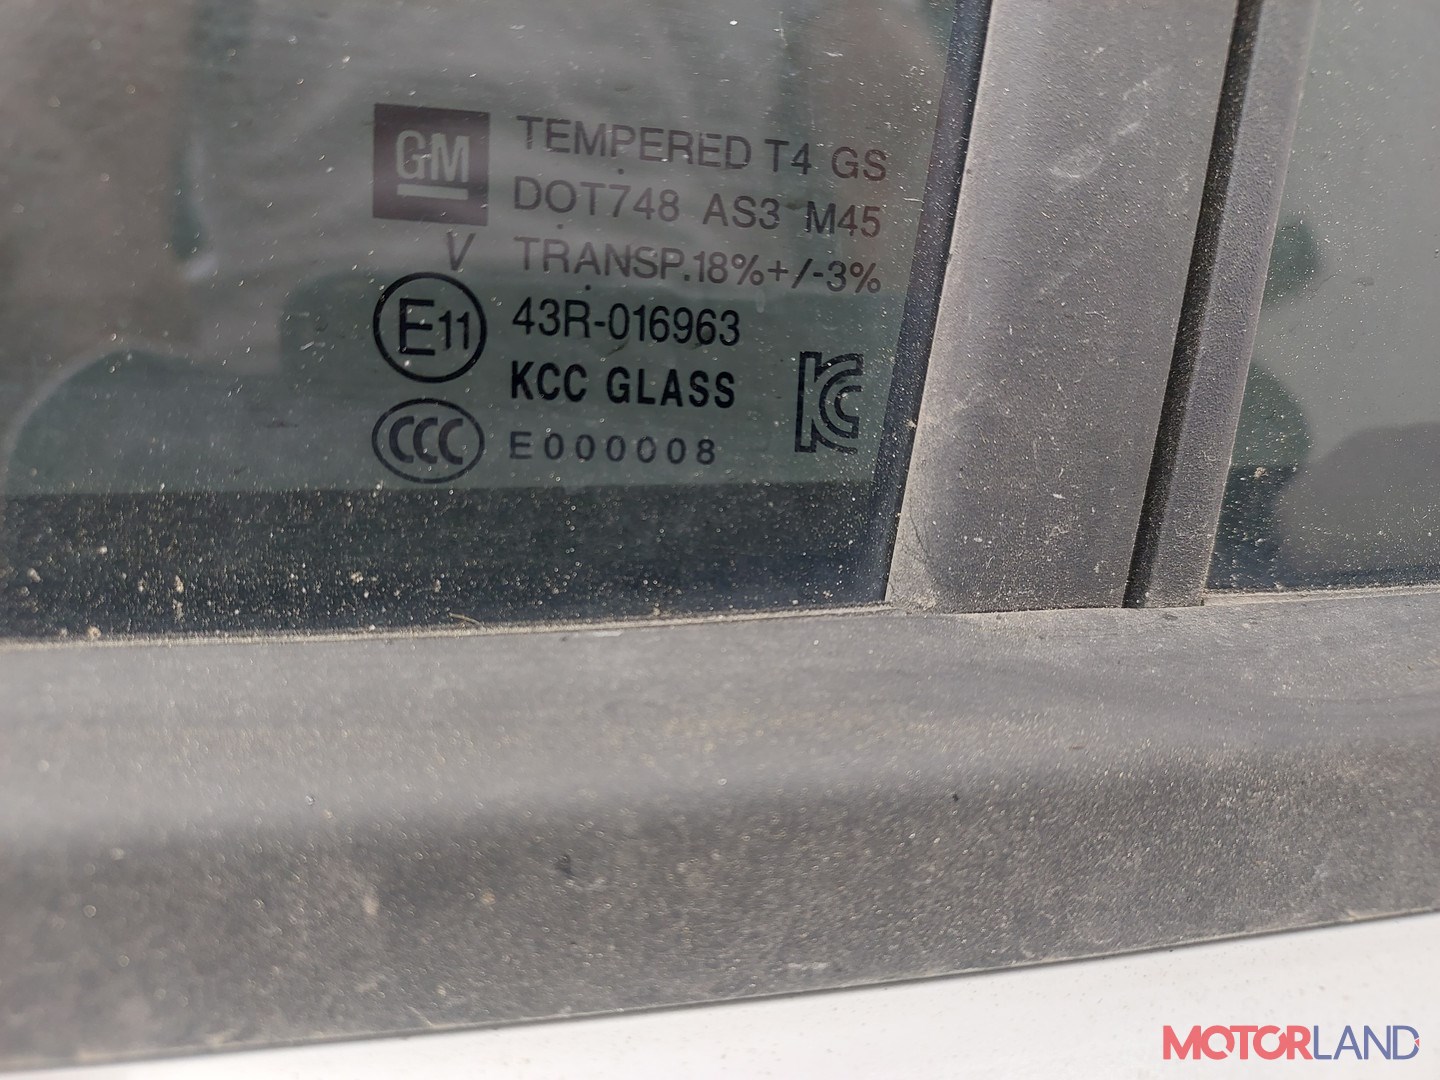 GM TEMPERED T4 GS
DOT748 AS3 M45
V TRANSP.18%+/-3%
E11 43R-016963
KCC GLASS
CCC E000008
KC
MOTORLAND